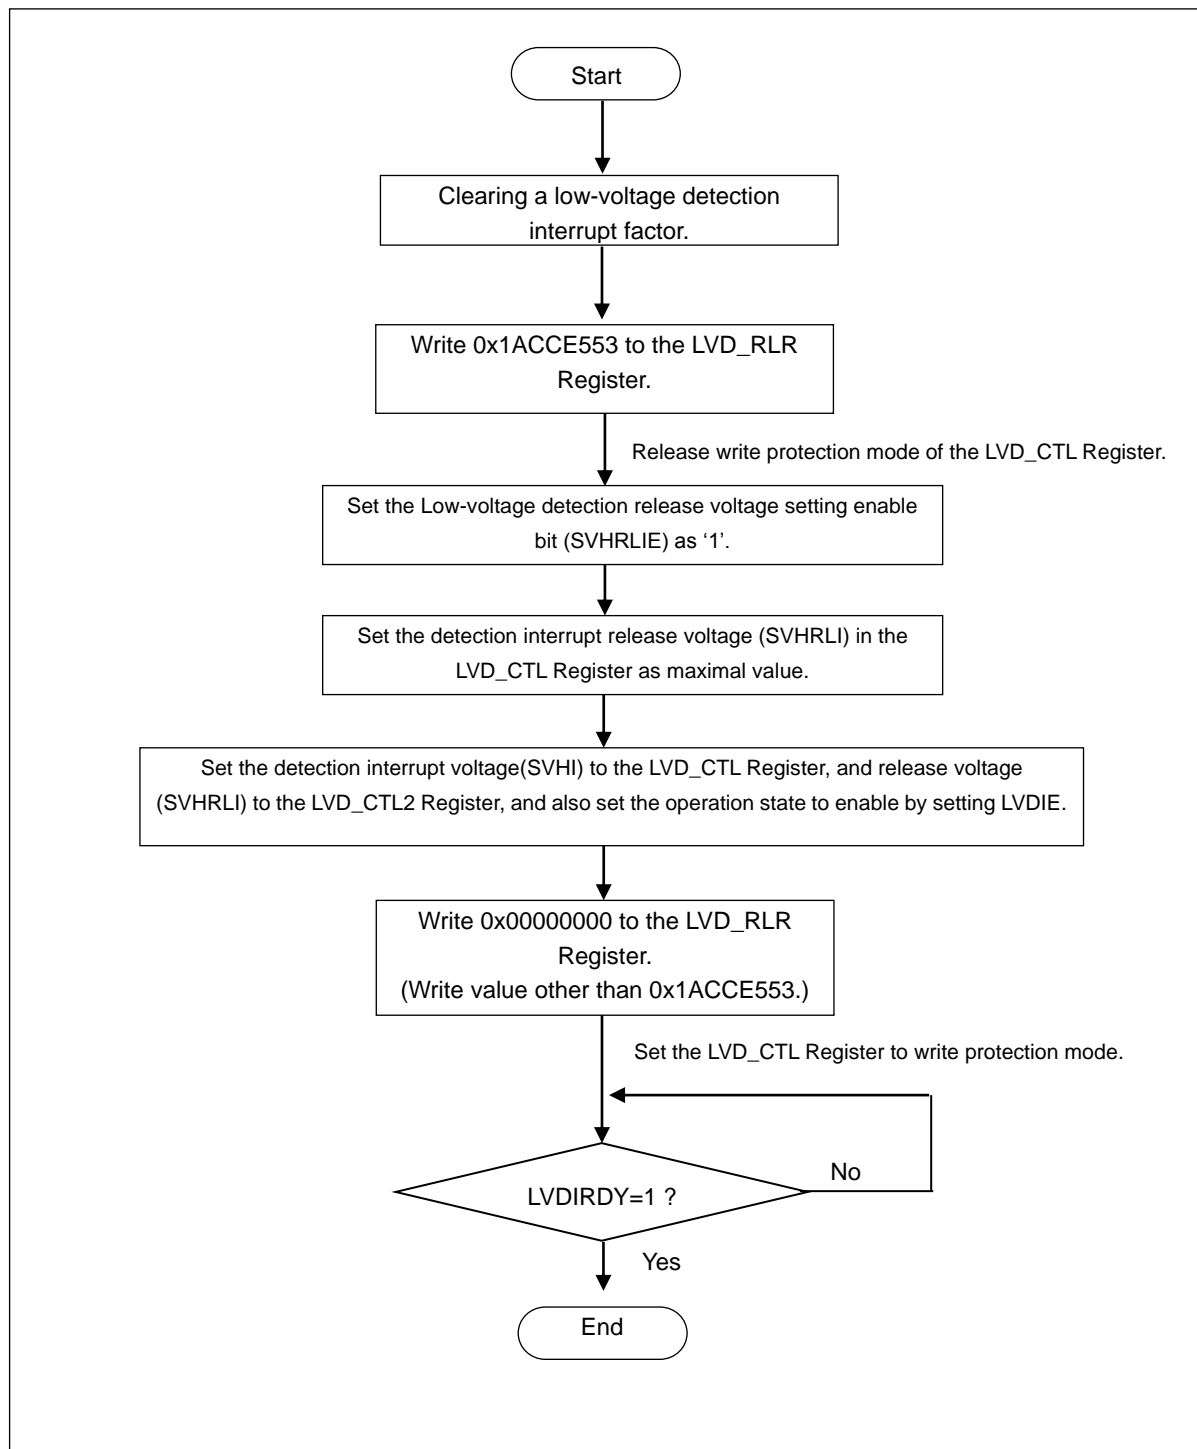 Start
Clearing a low-voltage detection
interrupt factor.
Write 0x1ACCE553 to the LVD_RLR
Register.
Release write protection mode of the LVD_CTL Register.
Set the Low-voltage detection release voltage setting enable
bit (SVHRLIE) as ‘1’.
Set the detection interrupt release voltage (SVHRLI) in the
LVD_CTL Register as maximal value.
Set the detection interrupt voltage(SVHI) to the LVD_CTL Register, and release voltage
(SVHRLI) to the LVD_CTL2 Register, and also set the operation state to enable by setting LVDIE.
Write 0x00000000 to the LVD_RLR
Register.
(Write value other than 0x1ACCE553.)
Set the LVD_CTL Register to write protection mode.
No
LVDIRDY=1 ?
Yes
End